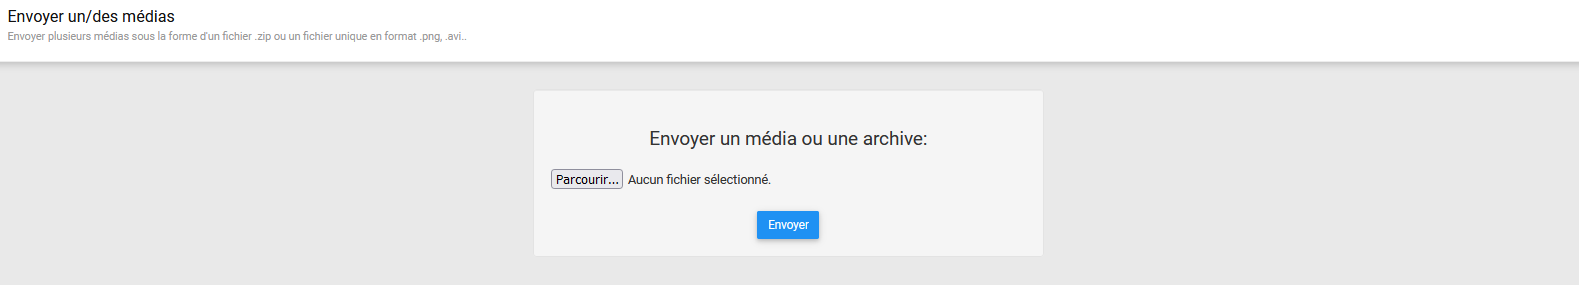 Envoyer un/des médias
Envoyer plusieurs médias sous la forme d'un fichier .zip ou un fichier unique en format .png, .avi..
Envoyer un média ou une archive:
Parcourir... Aucun fichier sélectionné.
Envoyer